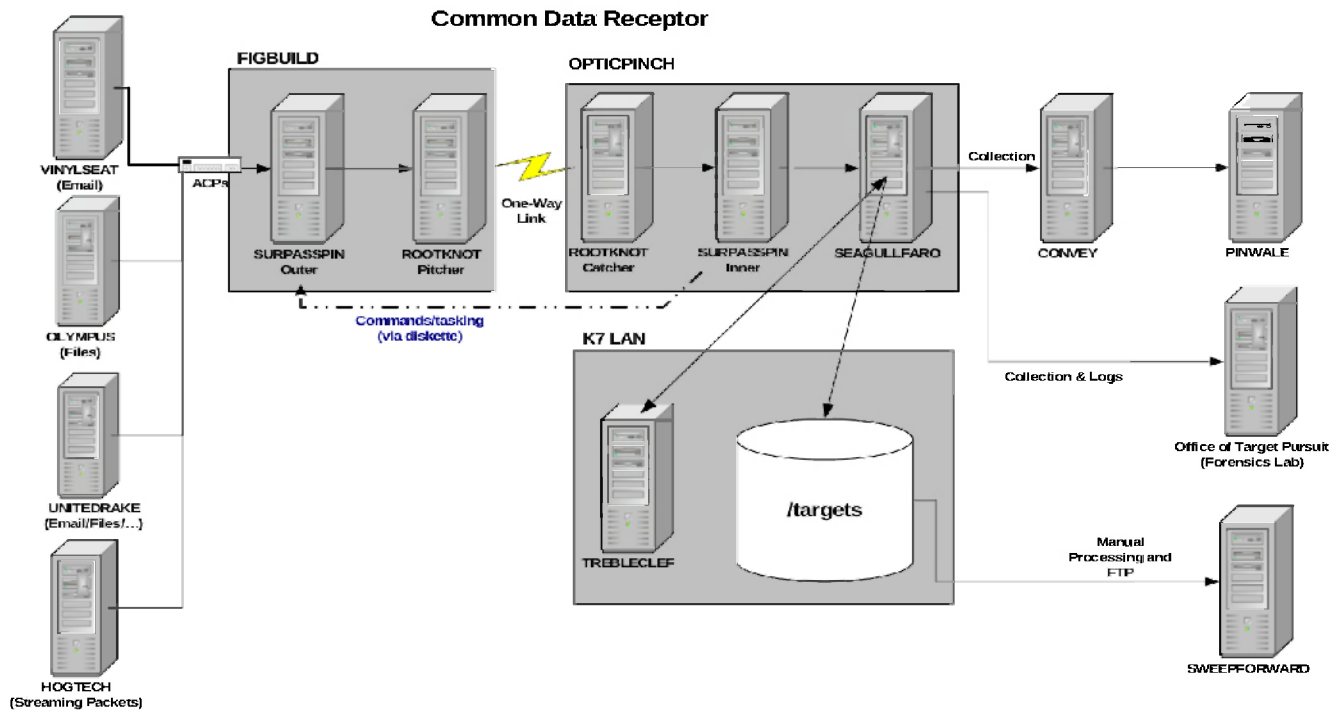 Common Data Receptor
FIGBUILD
OPTICPINCH
VINYLSEAT
(Email)
ACPs
SURPASSPIN
Outer
ROOTKNOT
Pitcher
One-Way
Link
ROOTKNOT
Catcher
SURPASSPIN
Inner
SEAGULLFARO
Collection
CONVEY
PINWALE
OLYMPUS
(Files)
Commands/tasking
(via diskette)
K7 LAN
Collection & Logs
Office of Target Pursuit
(Forensics Lab)
UNITEDRAKE
(Email/Files/...)
TREBLECLEF
/targets
Manual
Processing and
FTP
SWEEPFORWARD
HOGTECH
(Streaming Packets)